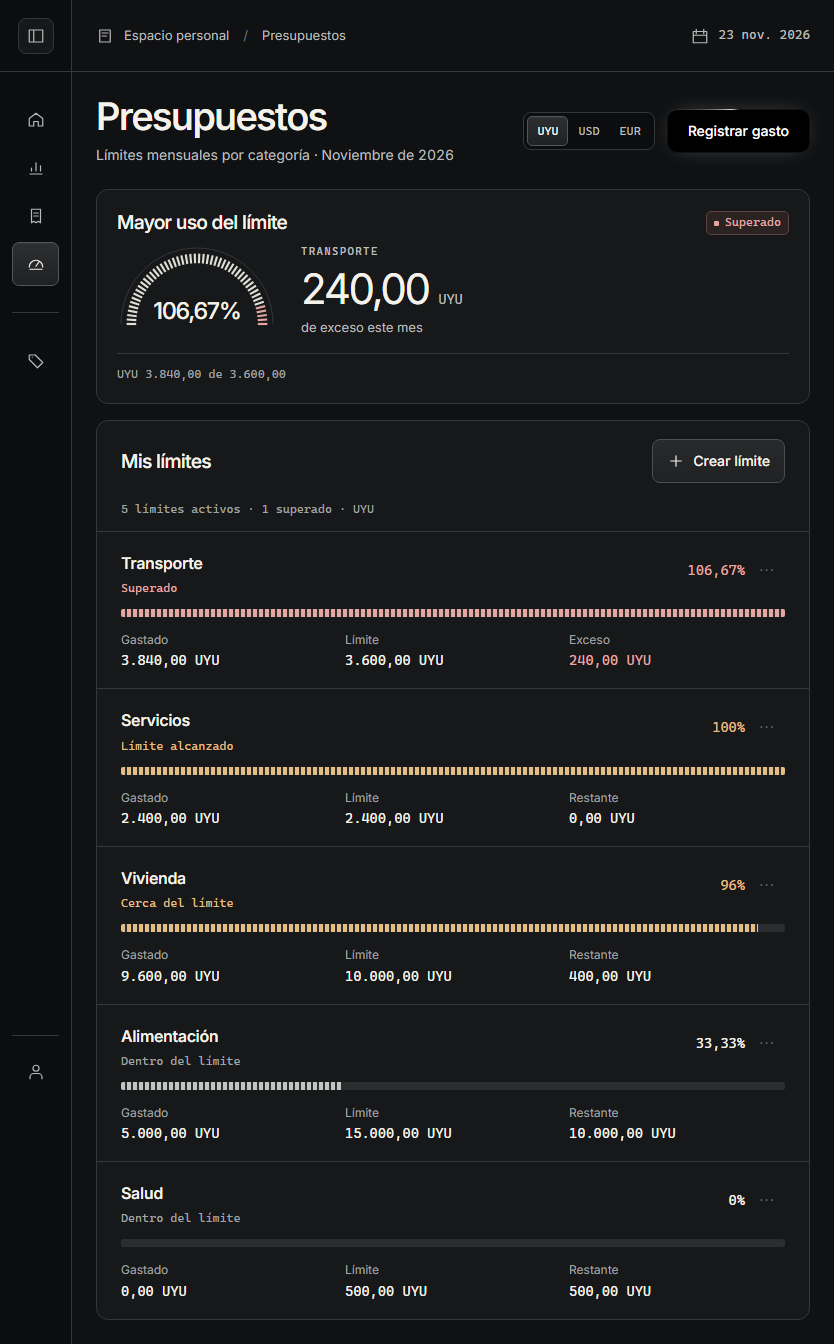 Espacio personal / Presupuestos
23 nov. 2026
Presupuestos
Límites mensuales por categoría · Noviembre de 2026
UYU USD EUR
Registrar gasto
Mayor uso del límite
Superado
106,67%
TRANSPORTE
240,00 UYU
de exceso este mes
UYU 3.840,00 de 3.600,00
Mis límites
+ Crear límite
5 límites activos · 1 superado · UYU
Transporte
106,67% ···
Superado
Gastado Límite Exceso
3.840,00 UYU 3.600,00 UYU 240,00 UYU
Servicios
100% ···
Límite alcanzado
Gastado Límite Restante
2.400,00 UYU 2.400,00 UYU 0,00 UYU
Vivienda
96% ···
Cerca del límite
Gastado Límite Restante
9.600,00 UYU 10.000,00 UYU 400,00 UYU
Alimentación
33,33% ···
Dentro del límite
Gastado Límite Restante
5.000,00 UYU 15.000,00 UYU 10.000,00 UYU
Salud
0% ···
Dentro del límite
Gastado Límite Restante
0,00 UYU 500,00 UYU 500,00 UYU